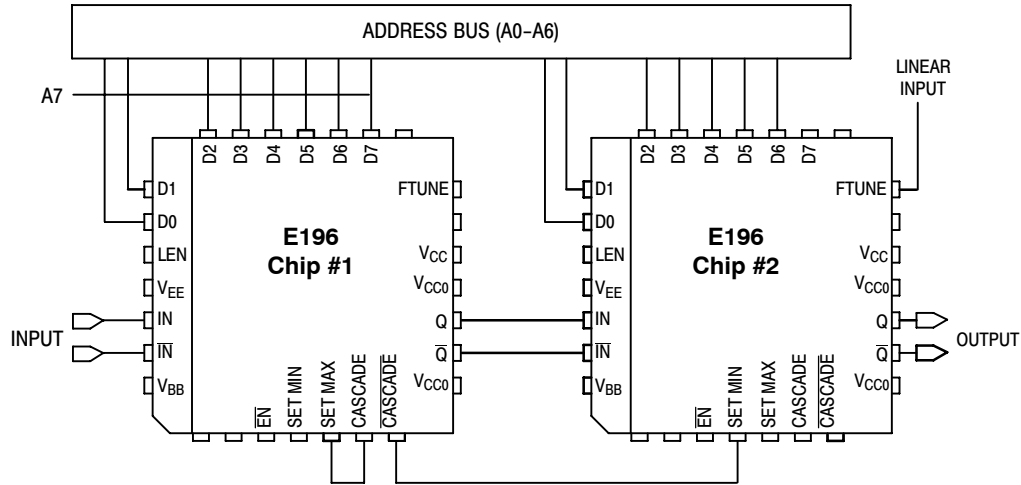 ADDRESS BUS (A0–A6)
A7
LINEAR
INPUT
D2
D3
D4
D5
D6
D7
D1
D0
LEN
VEE
IN
IN
VBB
FTUNE
VCC
VCC0
Q
Q
VCC0
E196
Chip #1
EN
SET MIN
SET MAX
CASCADE
CASCADE
INPUT
D2
D3
D4
D5
D6
D7
D1
D0
LEN
VEE
IN
IN
VBB
FTUNE
VCC
VCC0
Q
Q
VCC0
E196
Chip #2
EN
SET MIN
SET MAX
CASCADE
CASCADE
OUTPUT